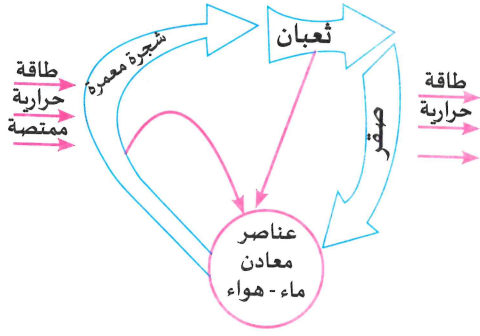 ثعبان
شجرة معمرة
صقر
طاقة
حرارية
طاقة
حرارية
ممتصة
عناصر
معادن
ماء - هواء